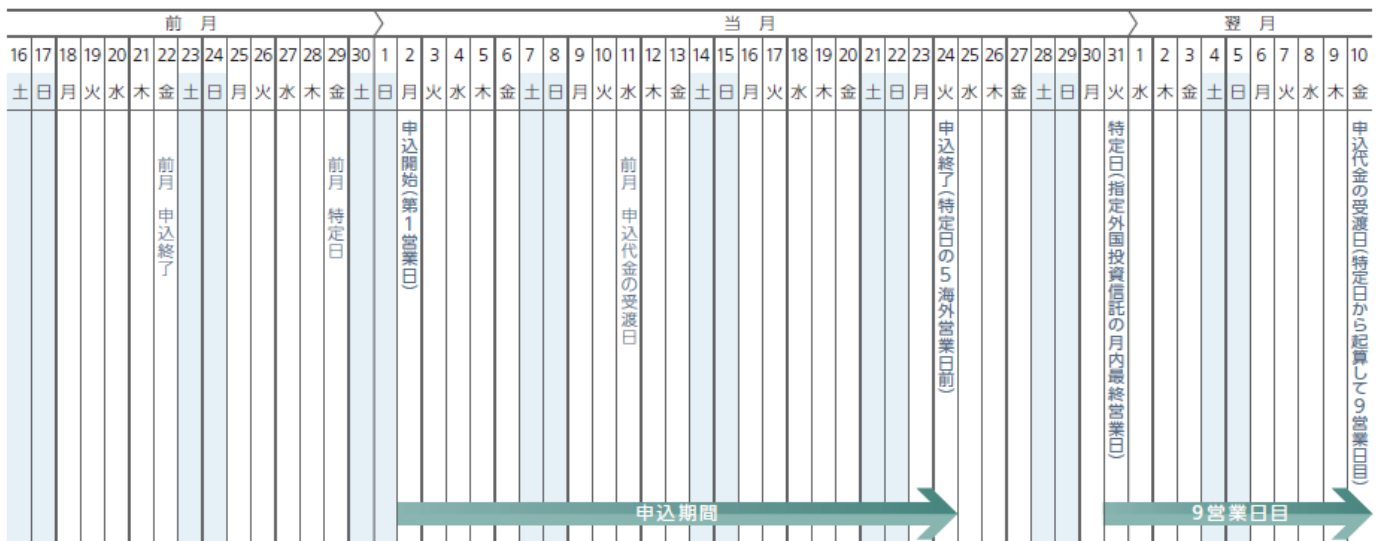 前 月
当 月
翌 月
16 17 18 19 20 21 22 23 24 25 26 27 28 29 30 1 2 3 4 5 6 7 8 9 10 11 12 13 14 15 16 17 18 19 20 21 22 23 24 25 26 27 28 29 30 31 1 2 3 4 5 6 7 8 9 10
土 日 月 火 水 木 金 土 日 月 火 水 木 金 土 日 月 火 水 木 金 土 日 月 火 水 木 金 土 日 月 火 水 木 金 土 日 月 火 水 木 金 土 日 月 火 水 木 金 土 日 月 火 水 木 金
前月 申込終了
前月 特定日
申込開始(第1営業日)
前月 申込代金の受渡日
申込終了(特定日の5海外営業日前)
特定日(指定外国投資信託の月内最終営業日)
申込代金の受渡日(特定日から起算して9営業日目)
申込期間
9営業日目